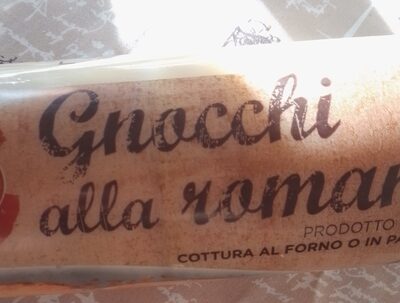 Gnocchi
alla roman
PRODOTTO
COTTURA AL FORNO O IN PA